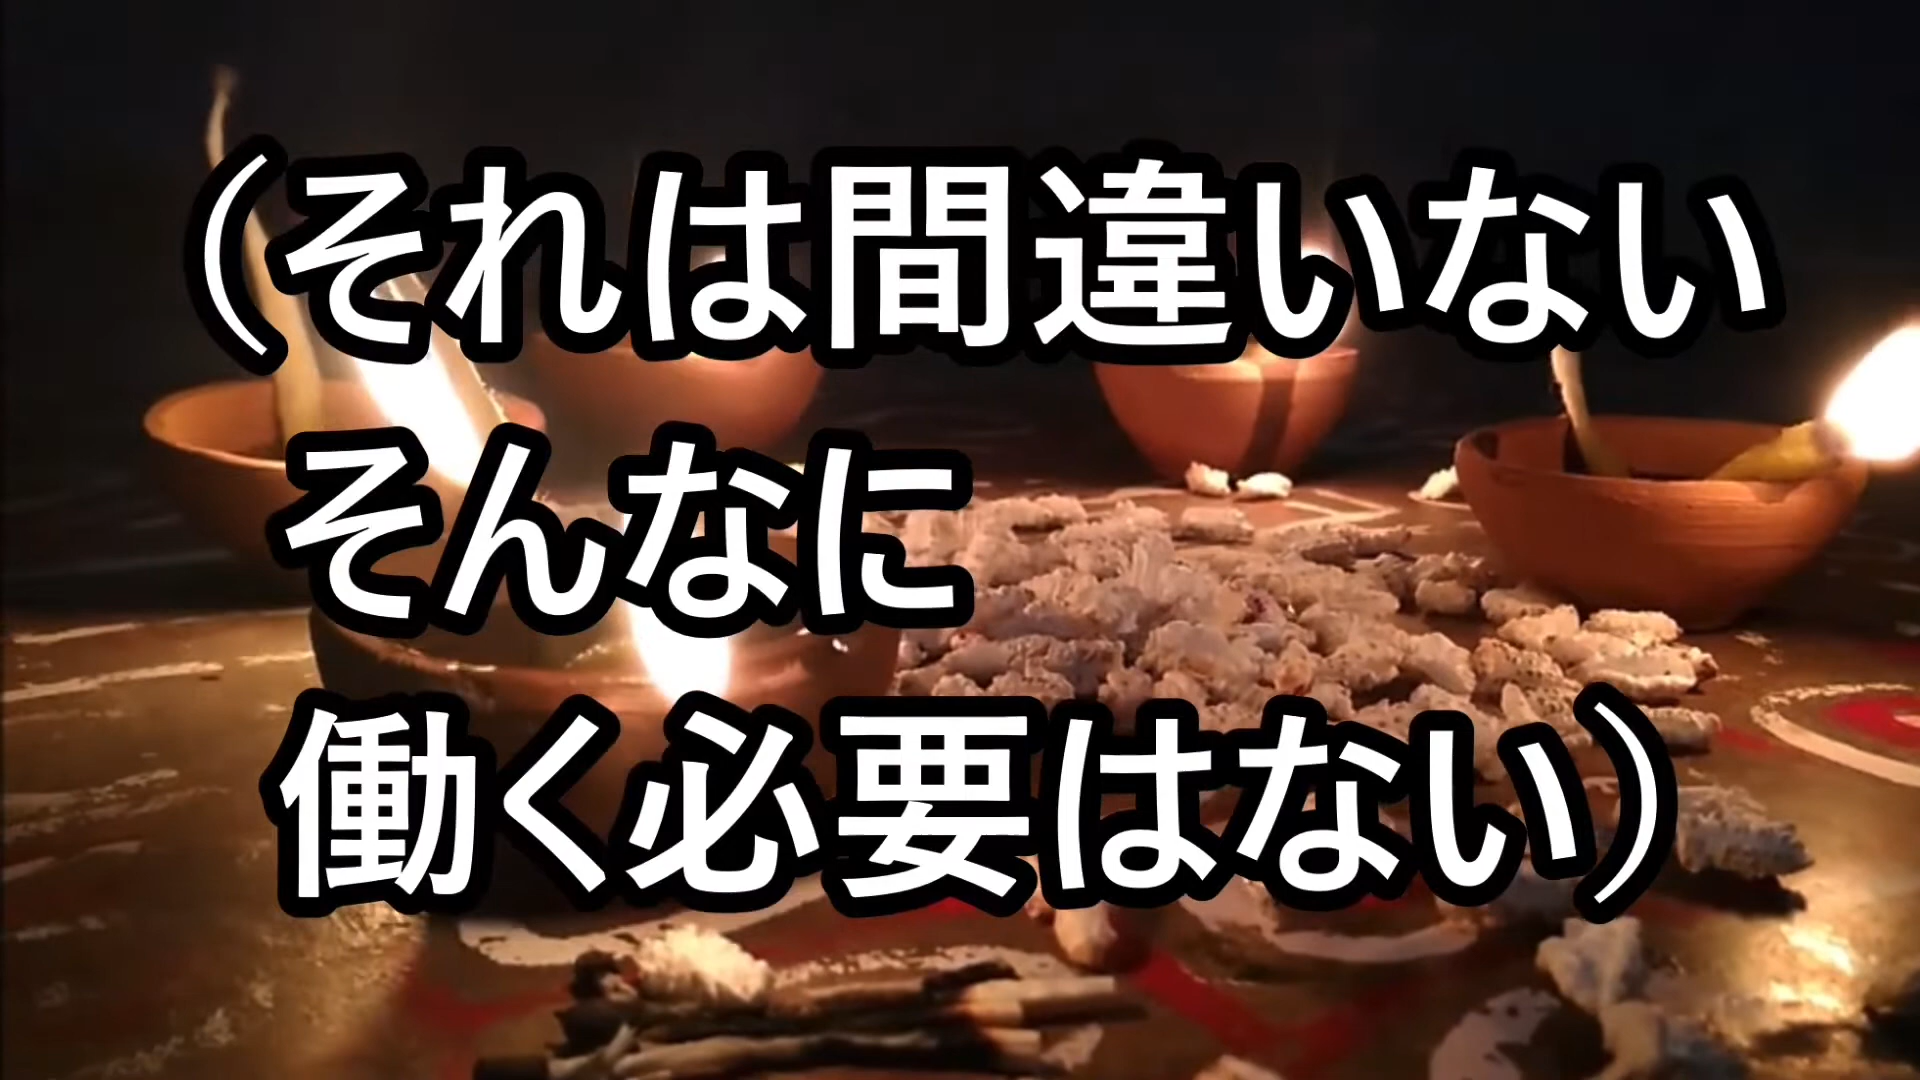 （それは間違いない
そんなに
働く必要はない）